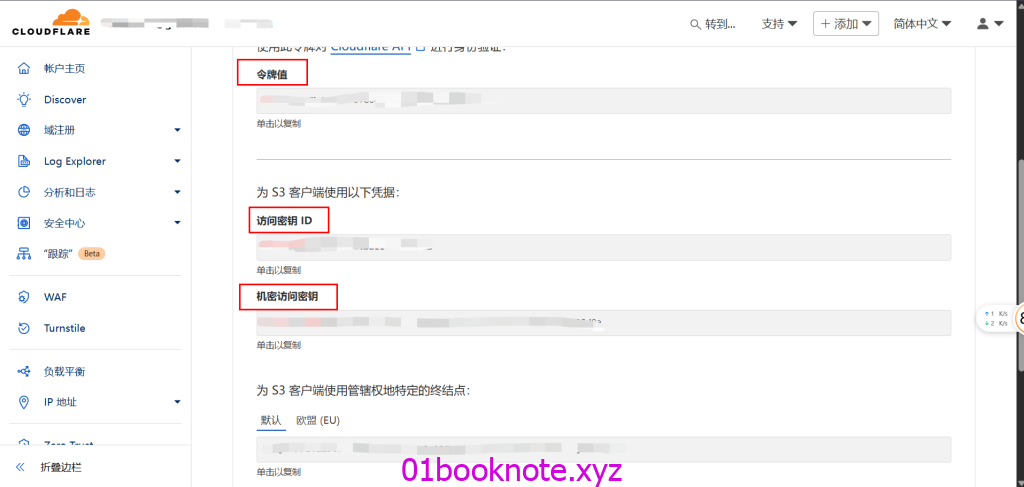 CLOUDFLARE
转到...
支持
+ 添加
简体中文
帐户主页
Discover
域注册
Log Explorer
分析和日志
安全中心
“跟踪” Beta
WAF
Turnstile
负载平衡
IP 地址
Zero Trust
折叠边栏
使用此令牌对 Cloudflare API 进行身份验证：
令牌值
单击以复制
为 S3 客户端使用以下凭据：
访问密钥 ID
单击以复制
机密访问密钥
单击以复制
为 S3 客户端使用管辖权地特定的终结点：
默认 欧盟 (EU)
单击以复制
↑ 1 K/s
↓ 2 K/s
01booknote.xyz